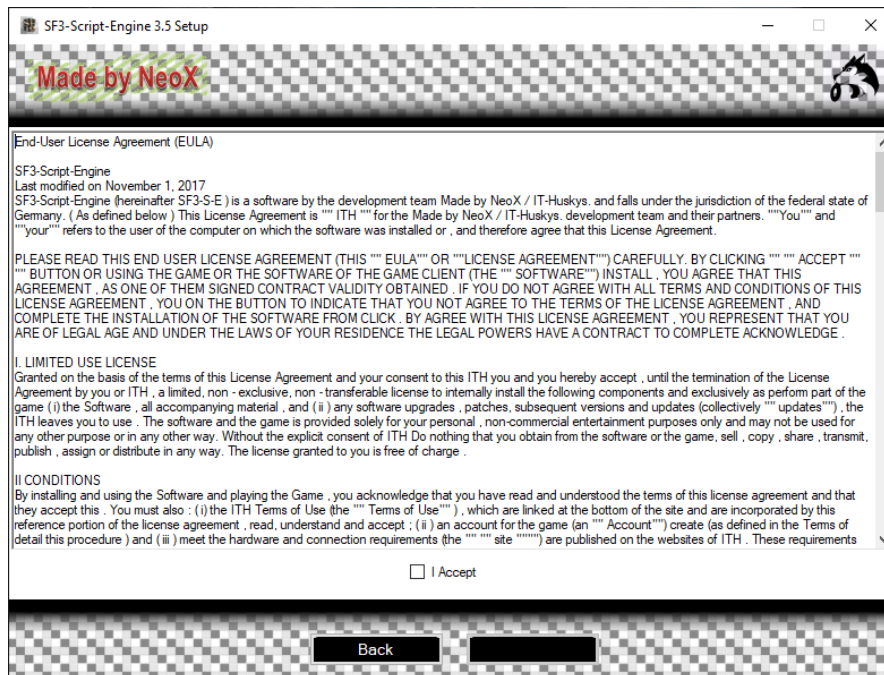 SF3-Script-Engine 3.5 Setup
Made by NeoX
End-User License Agreement (EULA)
SF3-Script-Engine
Last modified on November 1, 2017
SF3-Script-Engine (hereinafter SF3-S-E ) is a software by the development team Made by NeoX / IT-Huskys. and falls under the jurisdiction of the federal state of
Germany. ( As defined below ) This License Agreement is "" ITH "" for the Made by NeoX / IT-Huskys. development team and their partners. ""You"" and
""your"" refers to the user of the computer on which the software was installed or , and therefore agree that this License Agreement.
PLEASE READ THIS END USER LICENSE AGREEMENT (THIS "" EULA"" OR ""LICENSE AGREEMENT"") CAREFULLY. BY CLICKING "" "" ACCEPT ""
"" BUTTON OR USING THE GAME OR THE SOFTWARE OF THE GAME CLIENT (THE "" SOFTWARE"") INSTALL , YOU AGREE THAT THIS
AGREEMENT , AS ONE OF THEM SIGNED CONTRACT VALIDITY OBTAINED . IF YOU DO NOT AGREE WITH ALL TERMS AND CONDITIONS OF THIS
LICENSE AGREEMENT , YOU ON THE BUTTON TO INDICATE THAT YOU NOT AGREE TO THE TERMS OF THE LICENSE AGREEMENT , AND
COMPLETE THE INSTALLATION OF THE SOFTWARE FROM CLICK . BY AGREE WITH THIS LICENSE AGREEMENT , YOU REPRESENT THAT YOU
ARE OF LEGAL AGE AND UNDER THE LAWS OF YOUR RESIDENCE THE LEGAL POWERS HAVE A CONTRACT TO COMPLETE ACKNOWLEDGE .
I. LIMITED USE LICENSE
Granted on the basis of the terms of this License Agreement and your consent to this ITH you and you hereby accept , until the termination of the License
Agreement by you or ITH , a limited, non - exclusive, non - transferable license to internally install the following components and exclusively as perform part of the
game ( i ) the Software , all accompanying material , and ( ii ) any software upgrades , patches, subsequent versions and updates (collectively "" updates"") , the
ITH leaves you to use . The software and the game is provided solely for your personal , non-commercial entertainment purposes only and may not be used for
any other purpose or in any other way. Without the explicit consent of ITH Do nothing that you obtain from the software or the game, sell , copy , share , transmit,
publish , assign or distribute in any way. The license granted to you is free of charge .
II CONDITIONS
By installing and using the Software and playing the Game , you acknowledge that you have read and understood the terms of this license agreement and that
they accept this . You must also : ( i ) the ITH Terms of Use (the "" Terms of Use"" ) , which are linked at the bottom of the site and are incorporated by this
reference portion of the license agreement , read, understand and accept ; ( ii ) an account for the game (an "" Account"") create (as defined in the Terms of
detail this procedure ) and ( iii ) meet the hardware and connection requirements (the "" "" site """") are published on the websites of ITH . These requirements
I Accept
Back